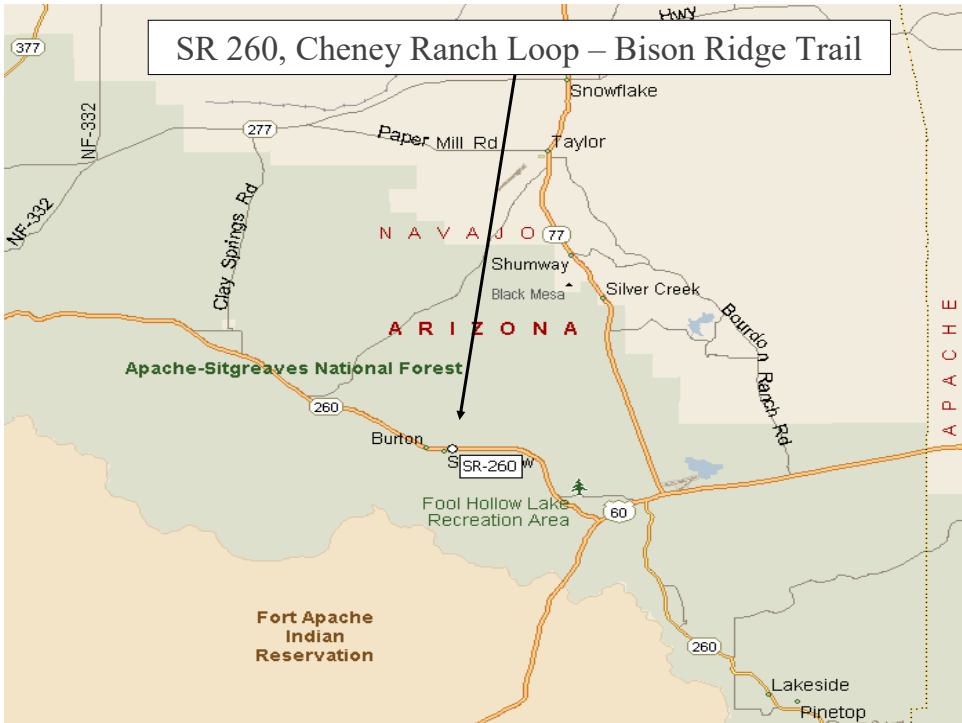 377
Hwy
SR 260, Cheney Ranch Loop – Bison Ridge Trail
Snowflake
NF-332
277
Paper Mill Rd
Taylor
NF-332
Clay Springs Rd
N A V A J O
77
Shumway
Black Mesa
Silver Creek
A R I Z O N A
Bourdon Ranch Rd
A P A C H E
Apache-Sitgreaves National Forest
260
Burton
SR-260
Fool Hollow Lake
Recreation Area
60
Fort Apache
Indian
Reservation
260
Lakeside
Pinetop